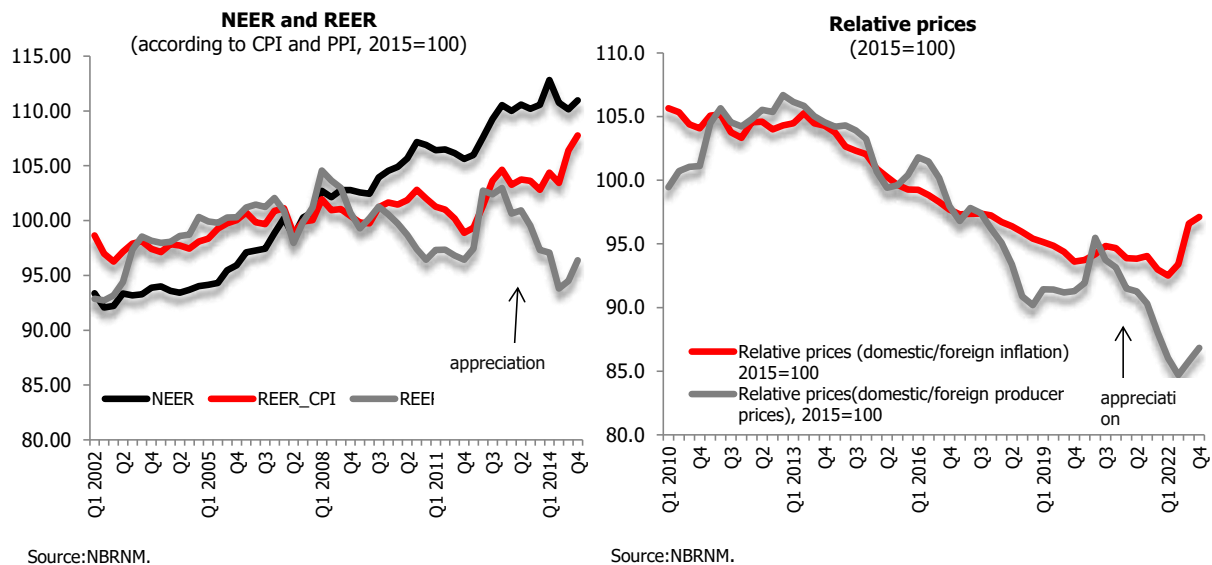 NEER and REER
(according to CPI and PPI, 2015=100)
115.00
110.00
105.00
100.00
95.00
90.00
85.00
80.00
appreciation
NEER
REER_CPI
Q1 2002
Q2
Q4
Q3
Q1 2005
Q2
Q4
Q3
Q1 2008
Q2
Q4
Q3
Q1 2011
Q2
Q4
Q3
Q1 2014
Q4
Source:NBRNM.
Relative prices
(2015=100)
110.0
105.0
100.0
95.0
90.0
85.0
80.0
Relative prices (domestic/foreign inflation)
2015=100
Relative prices(domestic/foreign producer
prices), 2015=100
appreciati
on
Q1 2010
Q4
Q3
Q2
Q1 2013
Q4
Q3
Q2
Q1 2016
Q4
Q3
Q2
Q1 2019
Q4
Q3
Q2
Q1 2022
Q4
Source:NBRNM.